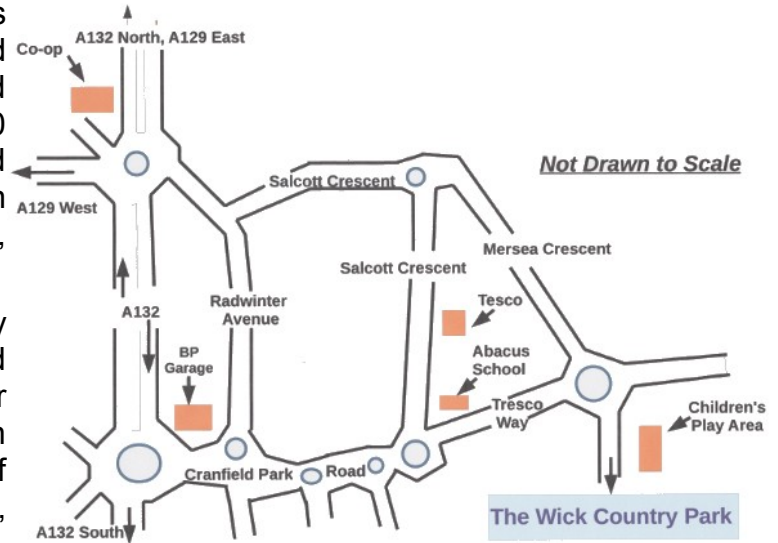 A132 North, A129 East
Co-op
Not Drawn to Scale
Salcott Crescent
A129 West
Mersea Crescent
Salcott Crescent
Radwinter
Avenue
Tesco
A132
BP
Garage
Abacus
School
Tresco
Way
Children's
Play Area
Cranfield Park
Road
The Wick Country Park
A132 South